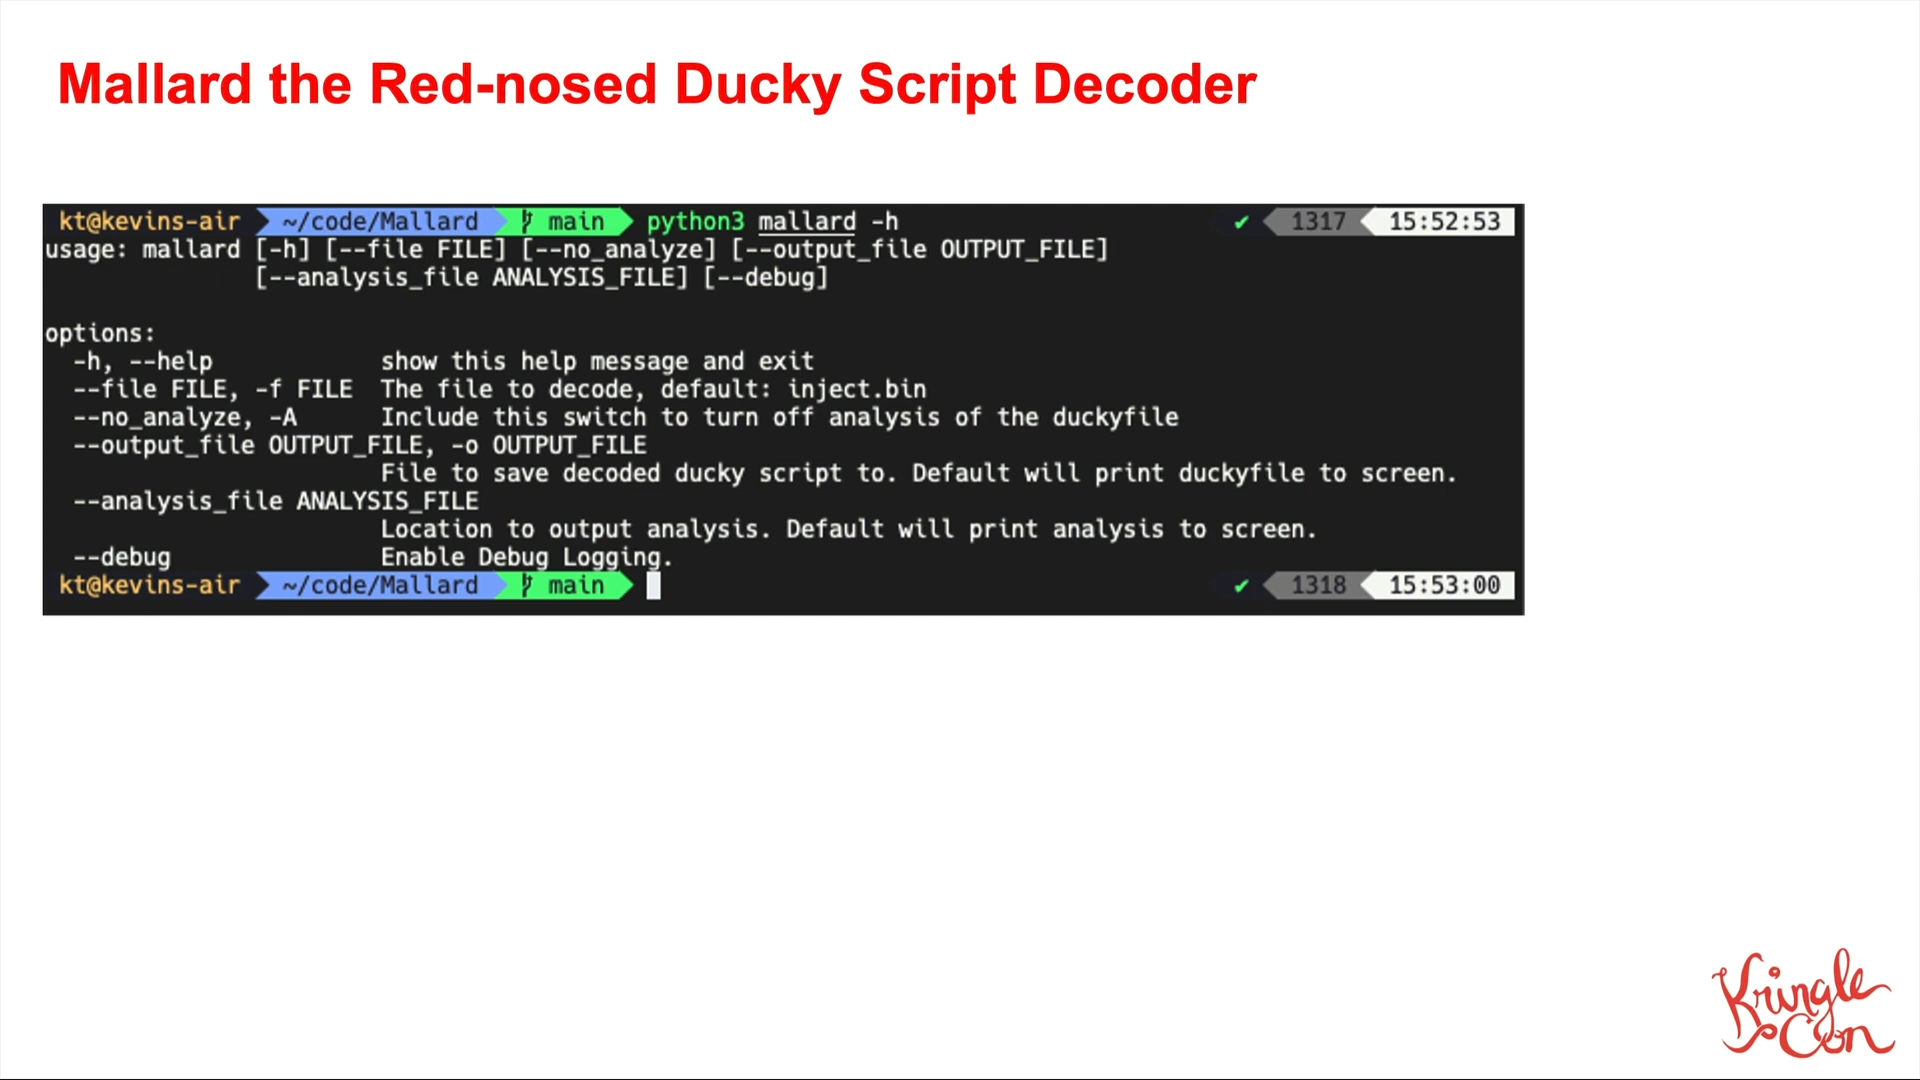 Mallard the Red-nosed Ducky Script Decoder
kt@kevins-air ~/code/Mallard main python3 mallard -h ✔ 1317 15:52:53
usage: mallard [-h] [--file FILE] [--no_analyze] [--output_file OUTPUT_FILE]
[--analysis_file ANALYSIS_FILE] [--debug]
options:
-h, --help show this help message and exit
--file FILE, -f FILE The file to decode, default: inject.bin
--no_analyze, -A Include this switch to turn off analysis of the duckyfile
--output_file OUTPUT_FILE, -o OUTPUT_FILE
File to save decoded ducky script to. Default will print duckyfile to screen.
--analysis_file ANALYSIS_FILE
Location to output analysis. Default will print analysis to screen.
--debug Enable Debug Logging.
kt@kevins-air ~/code/Mallard main ✔ 1318 15:53:00
Kringle
Con